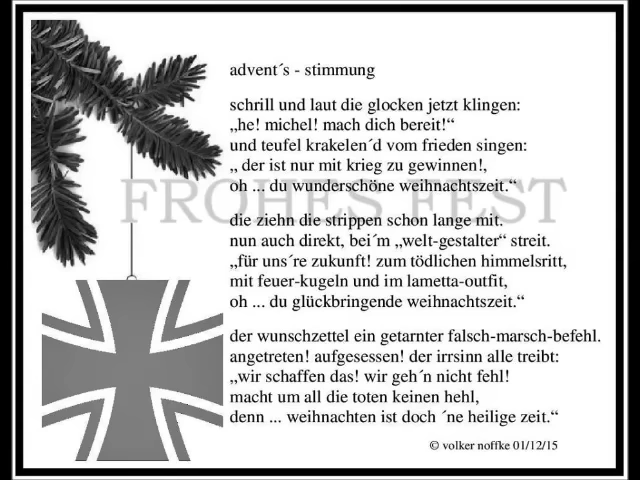 advent´s - stimmung
schrill und laut die glocken jetzt klingen:
„he! michel! mach dich bereit!“
und teufel krakelen´d vom frieden singen:
„ der ist nur mit krieg zu gewinnen!,
oh ... du wunderschöne weihnachtszeit.“
FROHES FEST
die ziehn die strippen schon lange mit.
nun auch direkt, bei´m „welt-gestalter“ streit.
„für uns´re zukunft! zum tödlichen himmelsritt,
mit feuer-kugeln und im lametta-outfit,
oh ... du glückbringende weihnachtszeit.“
der wunschzettel ein getarnter falsch-marsch-befehl.
angetreten! aufgesessen! der irrsinn alle treibt:
„wir schaffen das! wir geh´n nicht fehl!
macht um all die toten keinen hehl,
denn ... weihnachten ist doch ´ne heilige zeit.“
© volker noffke 01/12/15